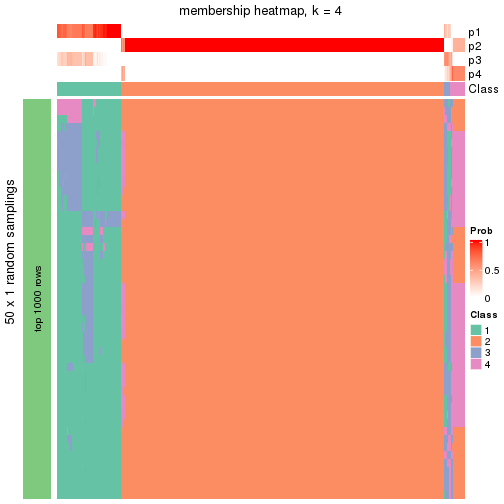 membership heatmap, k = 4
p1
p2
p3
p4
Class
50 x 1 random samplings
top 1000 rows
Prob
1
0.5
0
Class
1
2
3
4